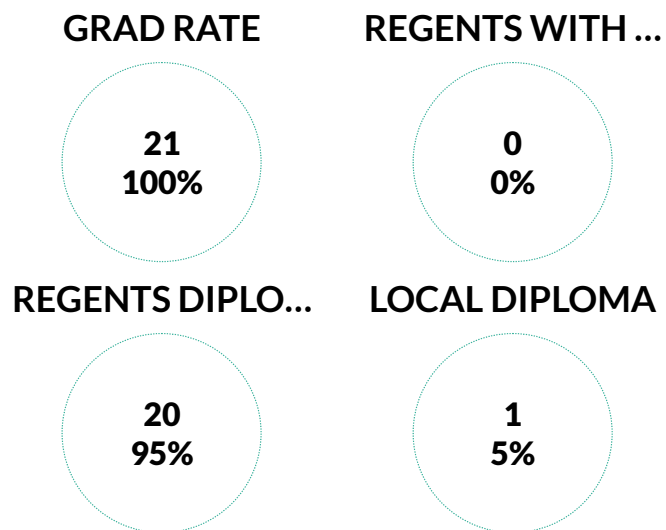 GRAD RATE
REGENTS WITH ...
21
100%
0
0%
REGENTS DIPLO...
LOCAL DIPLOMA
20
95%
1
5%